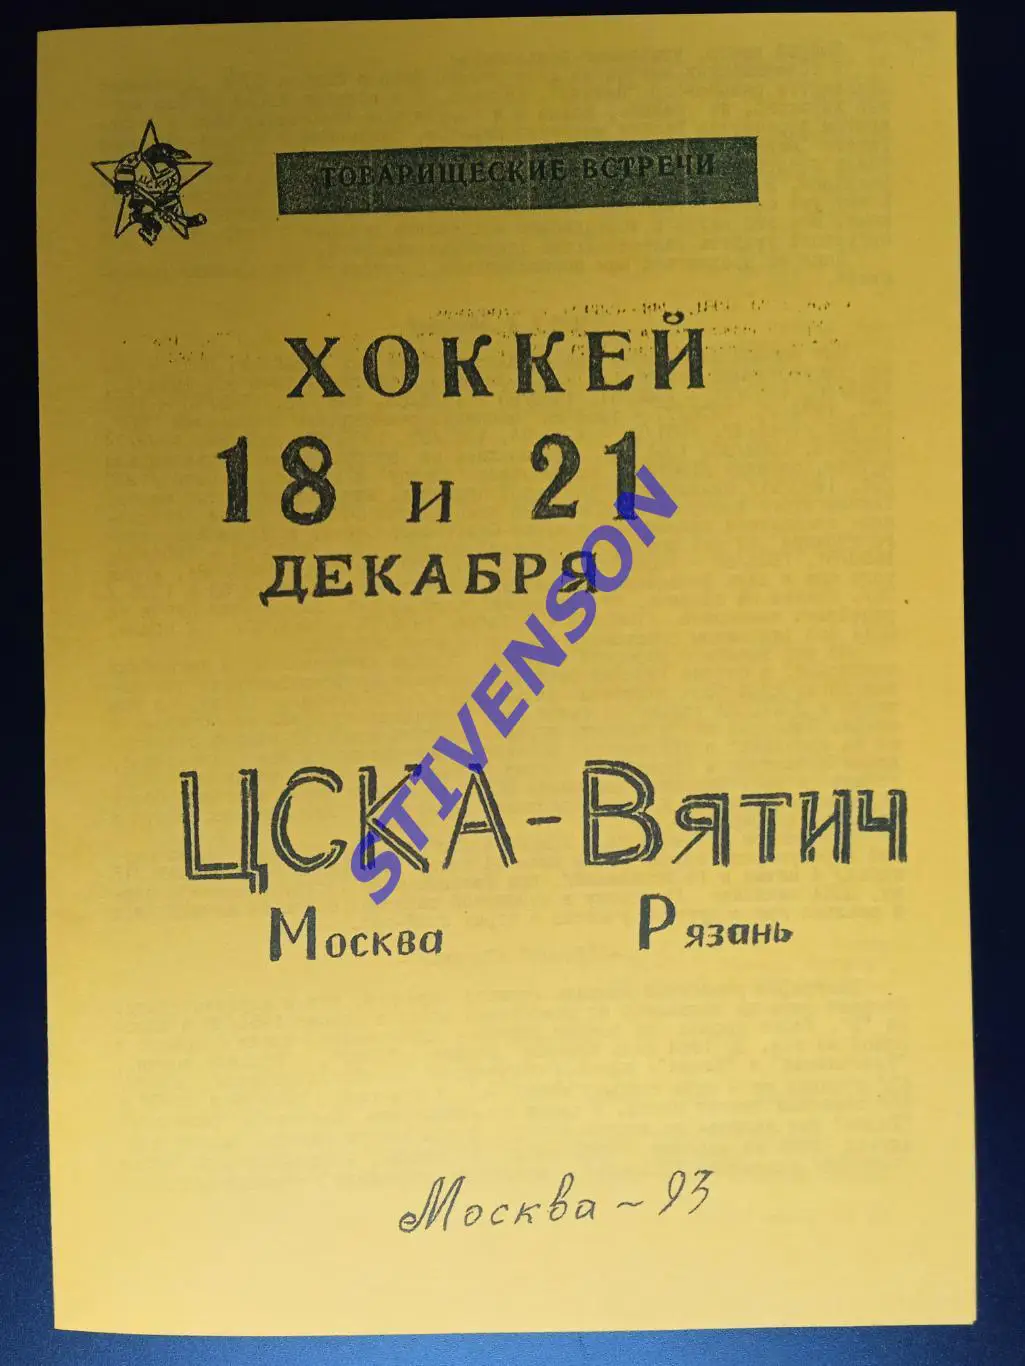 ТОВАРИЩЕСКИЕ ВСТРЕЧИ
ХОККЕЙ
18 и 21
ДЕКАБРЯ
ЦСКА - Вятич
Москва Рязань
Москва ~ 93
STIVENSON